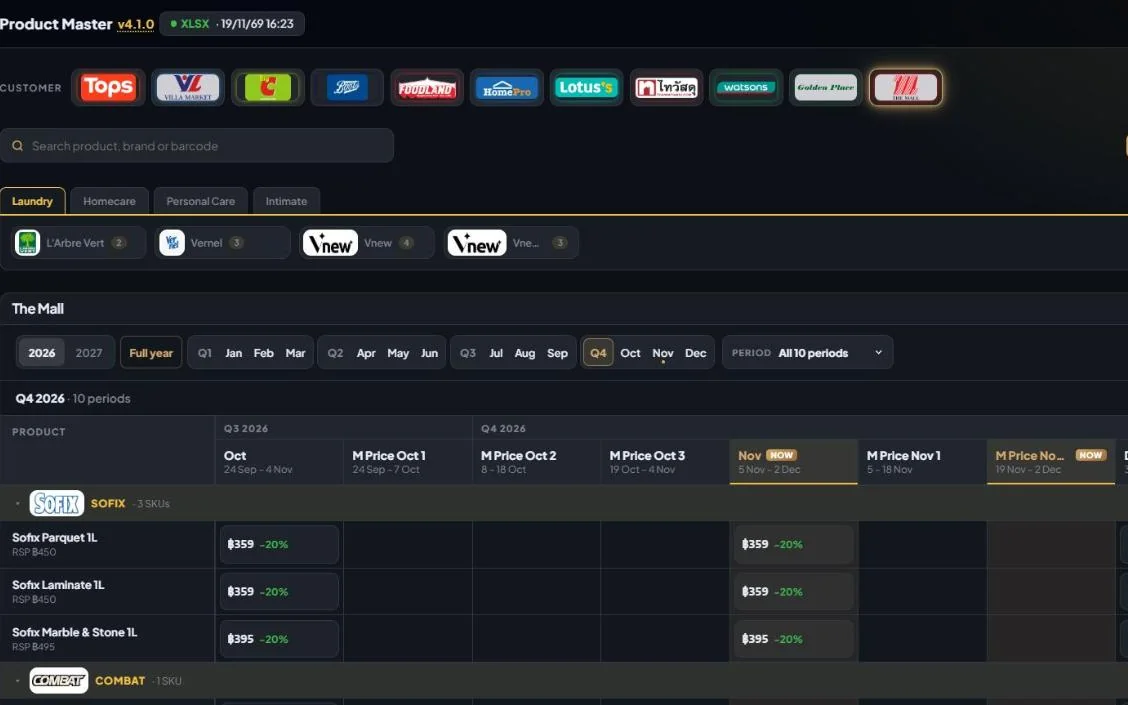 Product Master v4.1.0 XLSX · 19/11/69 16:23
CUSTOMER Tops VILLA MARKET Boots FOODLAND HomePro Lotus's ไทวัสดุ watsons Golden Place THE MALL
Search product, brand or barcode
Laundry Homecare Personal Care Intimate
L'Arbre Vert 2 Vernel Vernel 3 Vnew Vnew 4 Vnew Vne... 3
The Mall
2026 2027 Full year Q1 Jan Feb Mar Q2 Apr May Jun Q3 Jul Aug Sep Q4 Oct Nov Dec PERIOD All 10 periods
Q4 2026 · 10 periods
PRODUCT Q3 2026 Q4 2026
Oct M Price Oct 1 M Price Oct 2 M Price Oct 3 Nov NOW M Price Nov 1 M Price No... NOW
24 Sep – 4 Nov 24 Sep – 7 Oct 8 – 18 Oct 19 Oct – 4 Nov 5 Nov – 2 Dec 5 – 18 Nov 19 Nov – 2 Dec
SOFIX SOFIX · 3 SKUs
Sofix Parquet 1L
RSP ฿450
฿359 -20% ฿359 -20%
Sofix Laminate 1L
RSP ฿450
฿359 -20% ฿359 -20%
Sofix Marble & Stone 1L
RSP ฿495
฿395 -20% ฿395 -20%
COMBAT COMBAT · 1 SKU